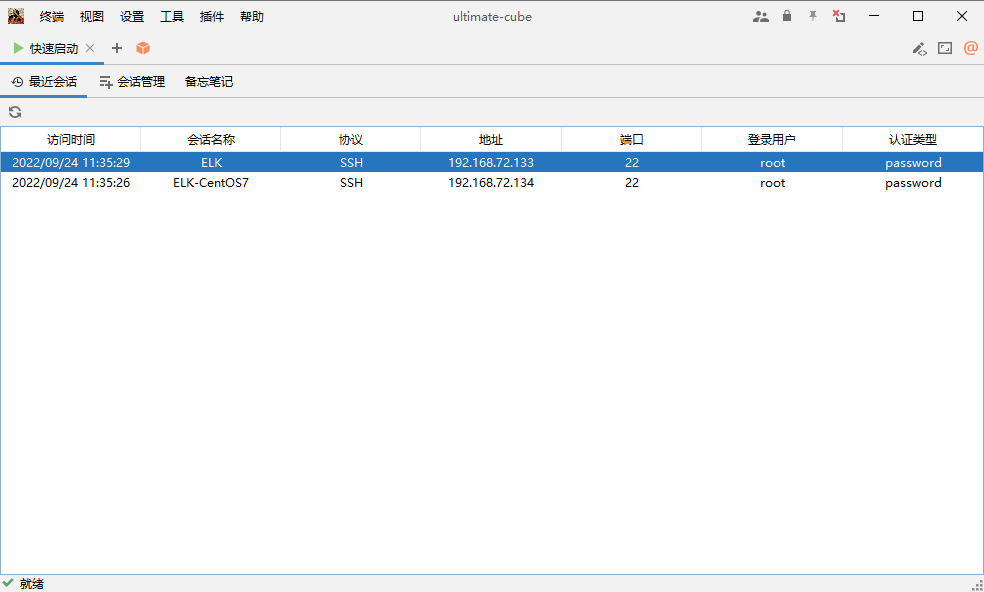 终端 视图 设置 工具 插件 帮助 ultimate-cube
快速启动
最近会话 会话管理 备忘笔记
访问时间 会话名称 协议 地址 端口 登录用户 认证类型
2022/09/24 11:35:29 ELK SSH 192.168.72.133 22 root password
2022/09/24 11:35:26 ELK-CentOS7 SSH 192.168.72.134 22 root password
就绪